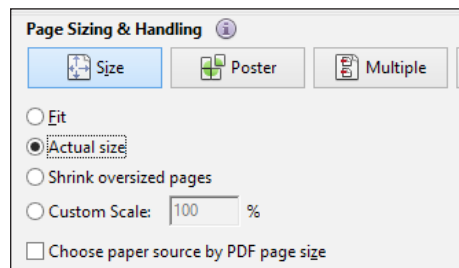 Page Sizing & Handling
Size Poster Multiple
Fit
Actual size
Shrink oversized pages
Custom Scale: 100 %
Choose paper source by PDF page size